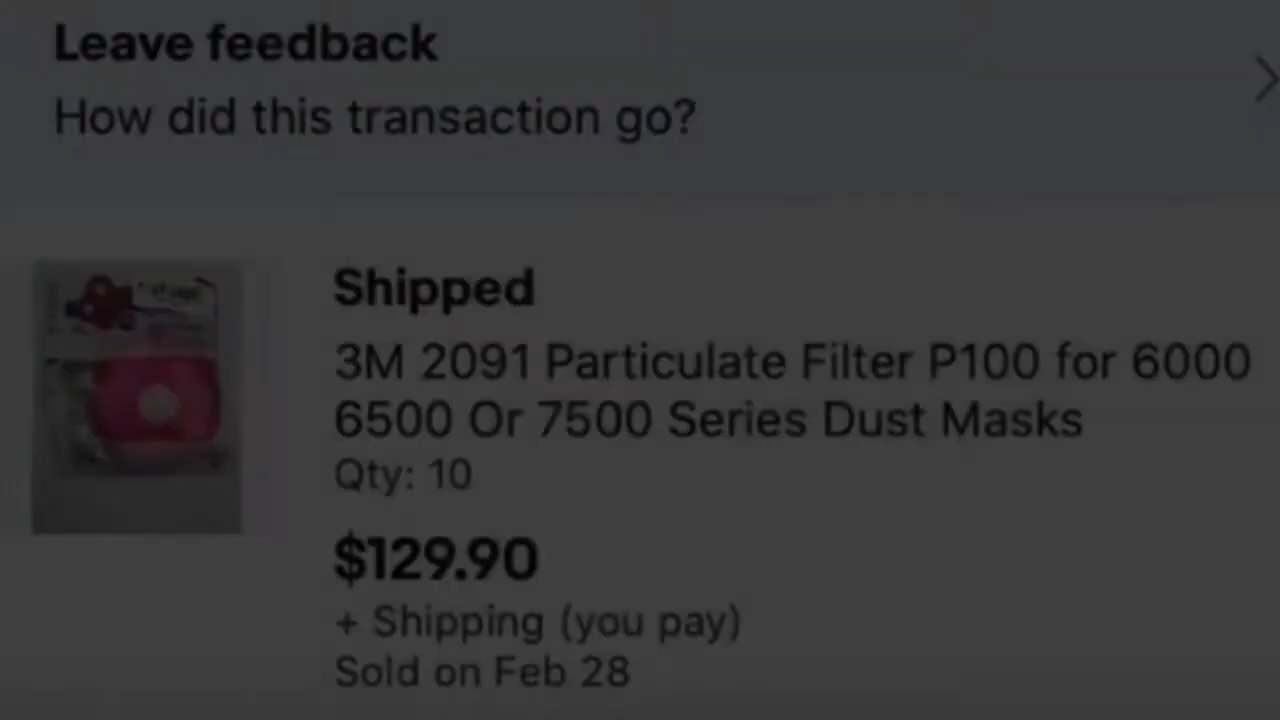 Leave feedback
How did this transaction go?
Shipped
3M 2091 Particulate Filter P100 for 6000
6500 Or 7500 Series Dust Masks
Qty: 10
$129.90
+ Shipping (you pay)
Sold on Feb 28